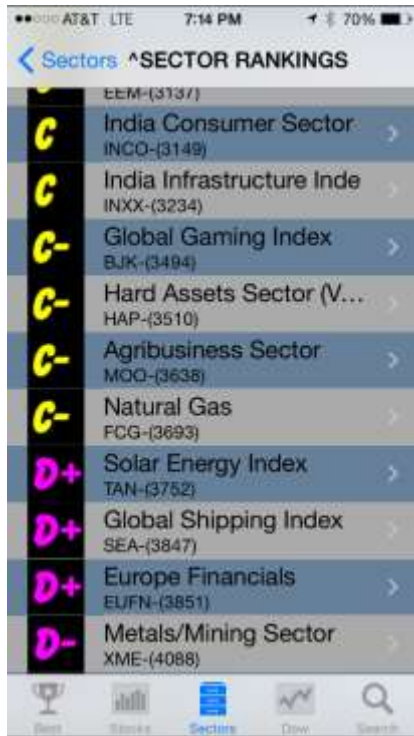 AT&T LTE 7:14 PM 70%
Sectors ^SECTOR RANKINGS
EEM-(3137)
C India Consumer Sector
INCO-(3149)
C India Infrastructure Inde
INXX-(3234)
C- Global Gaming Index
BJK-(3494)
C- Hard Assets Sector (V...
HAP-(3510)
C- Agribusiness Sector
MOO-(3638)
C- Natural Gas
FCG-(3693)
D+ Solar Energy Index
TAN-(3752)
D+ Global Shipping Index
SEA-(3847)
D+ Europe Financials
EUFN-(3851)
D- Metals/Mining Sector
XME-(4088)
Best Stocks Sectors Dow Search